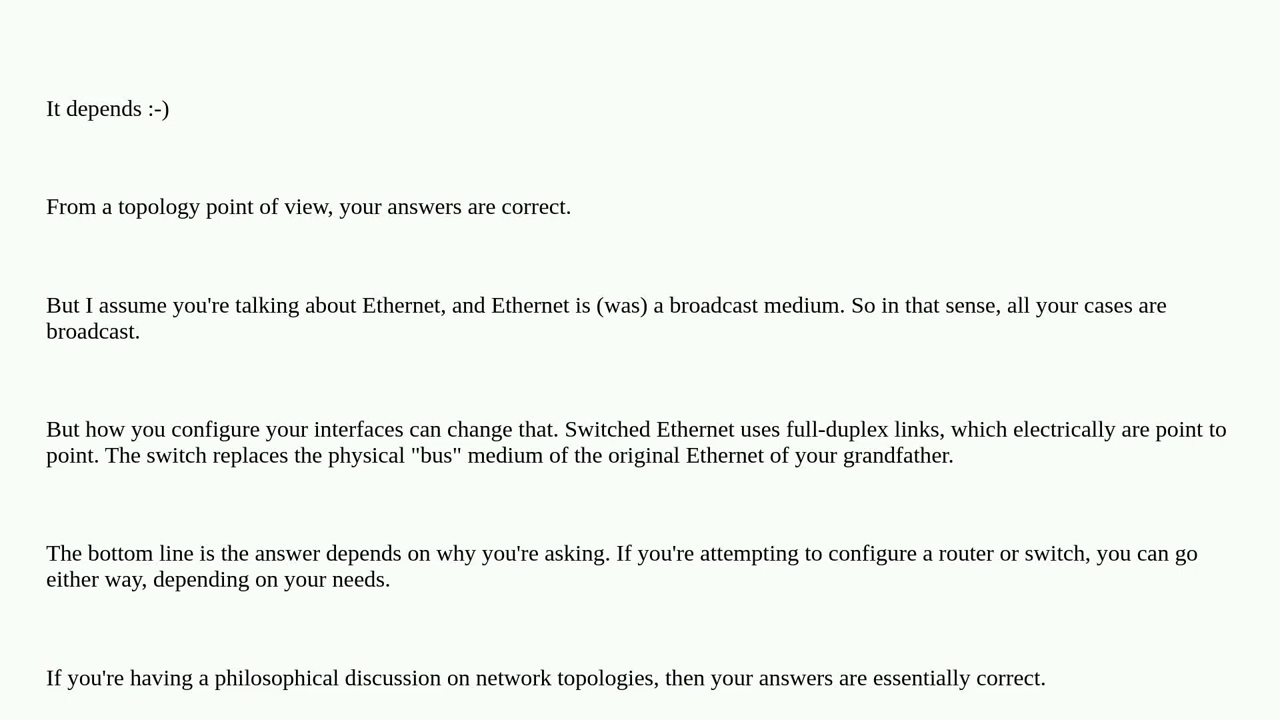 It depends :-)
From a topology point of view, your answers are correct.
But I assume you're talking about Ethernet, and Ethernet is (was) a broadcast medium. So in that sense, all your cases are
broadcast.
But how you configure your interfaces can change that. Switched Ethernet uses full-duplex links, which electrically are point to
point. The switch replaces the physical "bus" medium of the original Ethernet of your grandfather.
The bottom line is the answer depends on why you're asking. If you're attempting to configure a router or switch, you can go
either way, depending on your needs.
If you're having a philosophical discussion on network topologies, then your answers are essentially correct.